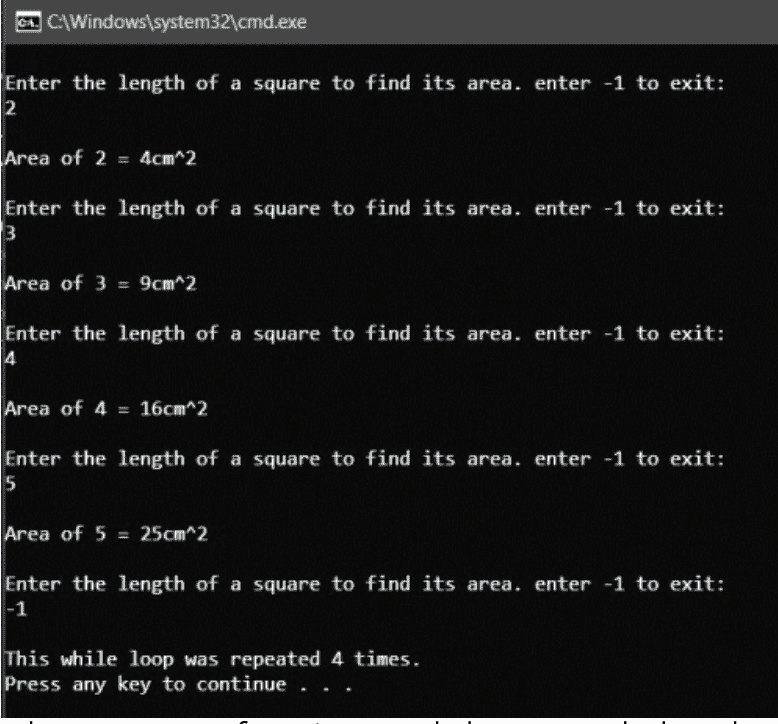 C:\Windows\system32\cmd.exe
Enter the length of a square to find its area. enter -1 to exit:
2
Area of 2 = 4cm^2
Enter the length of a square to find its area. enter -1 to exit:
3
Area of 3 = 9cm^2
Enter the length of a square to find its area. enter -1 to exit:
4
Area of 4 = 16cm^2
Enter the length of a square to find its area. enter -1 to exit:
5
Area of 5 = 25cm^2
Enter the length of a square to find its area. enter -1 to exit:
-1
This while loop was repeated 4 times.
Press any key to continue . . .